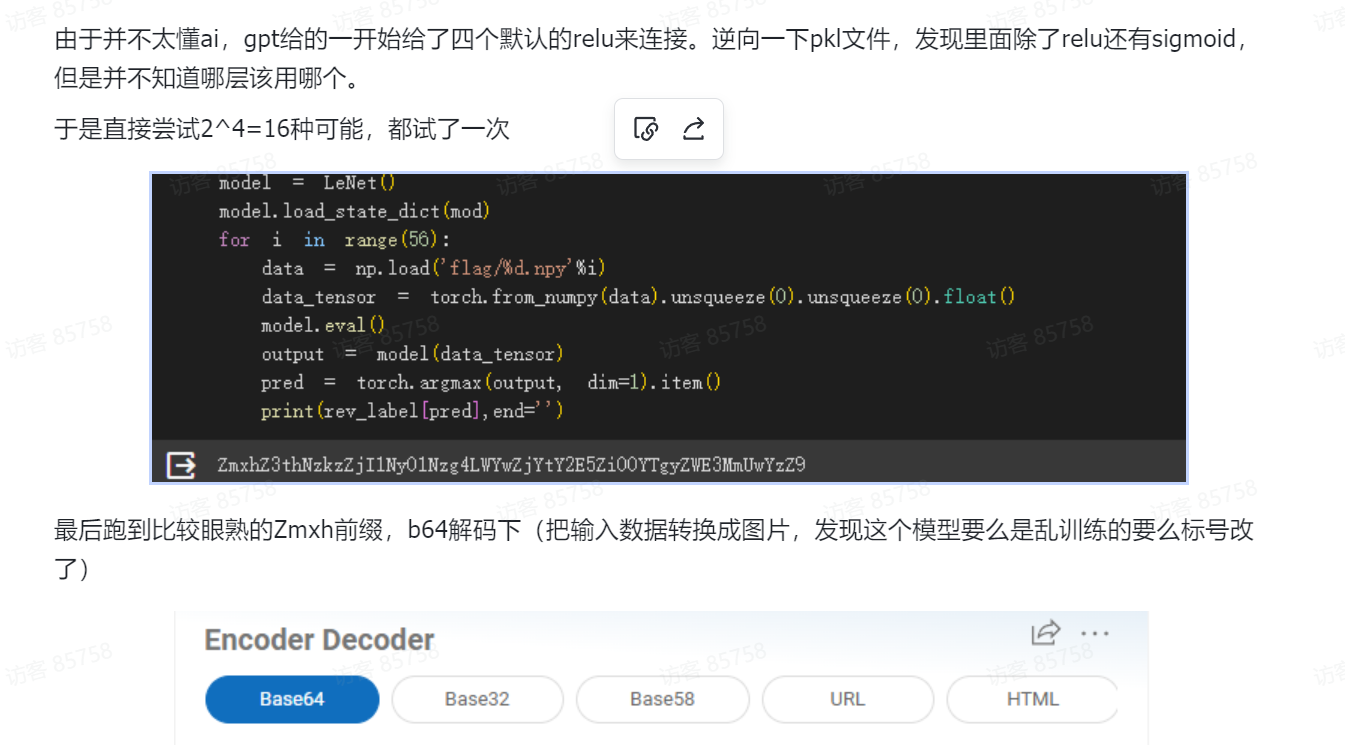 由于并不太懂ai，gpt给的一开始给了四个默认的relu来连接。逆向一下pkl文件，发现里面除了relu还有sigmoid，
但是并不知道哪层该用哪个。
于是直接尝试2^4=16种可能，都试了一次
model = LeNet()
model.load_state_dict(mod)
for i in range(56):
data = np.load('flag/%d.npy'%i)
data_tensor = torch.from_numpy(data).unsqueeze(0).unsqueeze(0).float()
model.eval()
output = model(data_tensor)
pred = torch.argmax(output, dim=1).item()
print(rev_label[pred],end='')
ZmxhZ3thNzkzZjI1Ny01Nzg4LWYwZjYtY2E5Zi00YTgyZWE3MmUwYzZ9
最后跑到比较眼熟的Zmxh前缀，b64解码下（把输入数据转换成图片，发现这个模型要么是乱训练的要么标号改
了）
Encoder Decoder
Base64 Base32 Base58 URL HTML
访客 85758